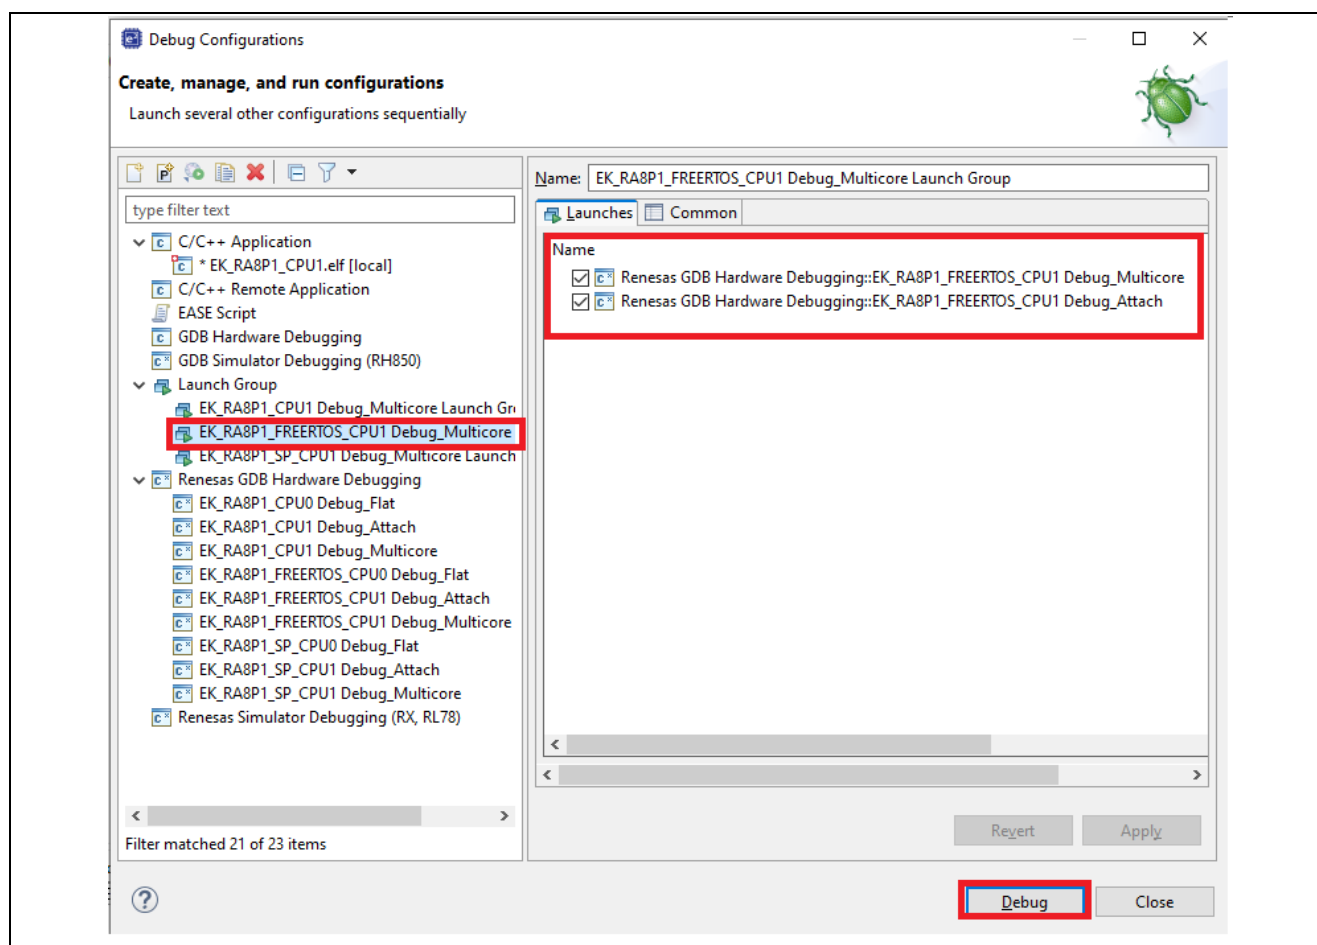 Debug Configurations
Create, manage, and run configurations
Launch several other configurations sequentially
type filter text
C/C++ Application
* EK_RA8P1_CPU1.elf [local]
C/C++ Remote Application
EASE Script
GDB Hardware Debugging
GDB Simulator Debugging (RH850)
Launch Group
EK_RA8P1_CPU1 Debug_Multicore Launch Gr
EK_RA8P1_FREERTOS_CPU1 Debug_Multicore
EK_RA8P1_SP_CPU1 Debug_Multicore Launch
Renesas GDB Hardware Debugging
EK_RA8P1_CPU0 Debug_Flat
EK_RA8P1_CPU1 Debug_Attach
EK_RA8P1_CPU1 Debug_Multicore
EK_RA8P1_FREERTOS_CPU0 Debug_Flat
EK_RA8P1_FREERTOS_CPU1 Debug_Attach
EK_RA8P1_FREERTOS_CPU1 Debug_Multicore
EK_RA8P1_SP_CPU0 Debug_Flat
EK_RA8P1_SP_CPU1 Debug_Attach
EK_RA8P1_SP_CPU1 Debug_Multicore
Renesas Simulator Debugging (RX, RL78)
Filter matched 21 of 23 items
Name: EK_RA8P1_FREERTOS_CPU1 Debug_Multicore Launch Group
Launches Common
Name
Renesas GDB Hardware Debugging::EK_RA8P1_FREERTOS_CPU1 Debug_Multicore
Renesas GDB Hardware Debugging::EK_RA8P1_FREERTOS_CPU1 Debug_Attach
Revert Apply
Debug Close